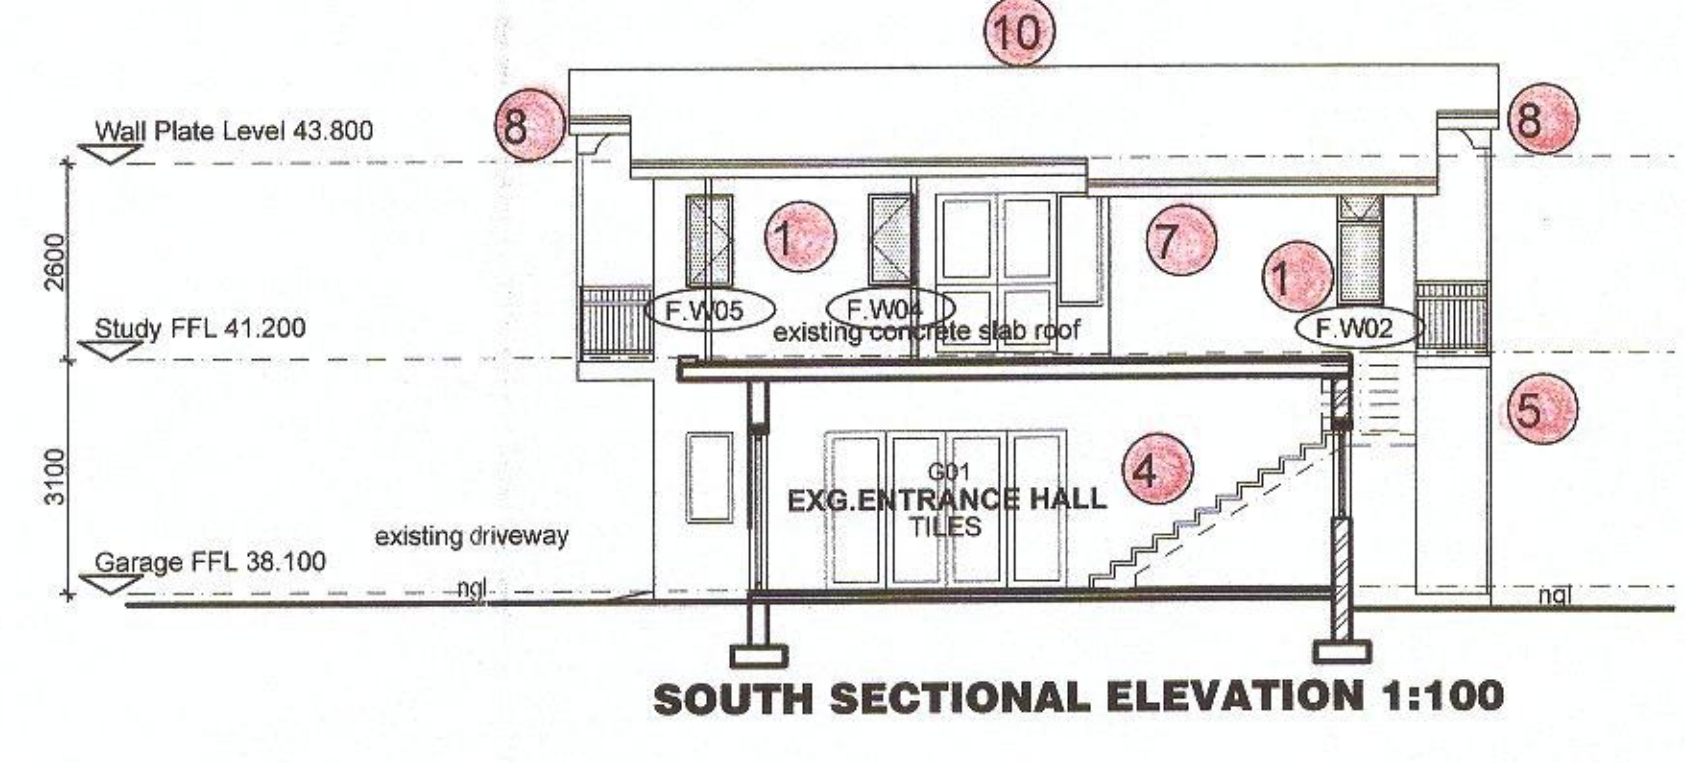 10
8
8
Wall Plate Level 43.800
2600
1
7
1
F.W05
F.W04
F.W02
existing concrete slab roof
Study FFL 41.200
5
3100
4
G01
EXG.ENTRANCE HALL
TILES
existing driveway
Garage FFL 38.100
ngl
ngl
SOUTH SECTIONAL ELEVATION 1:100